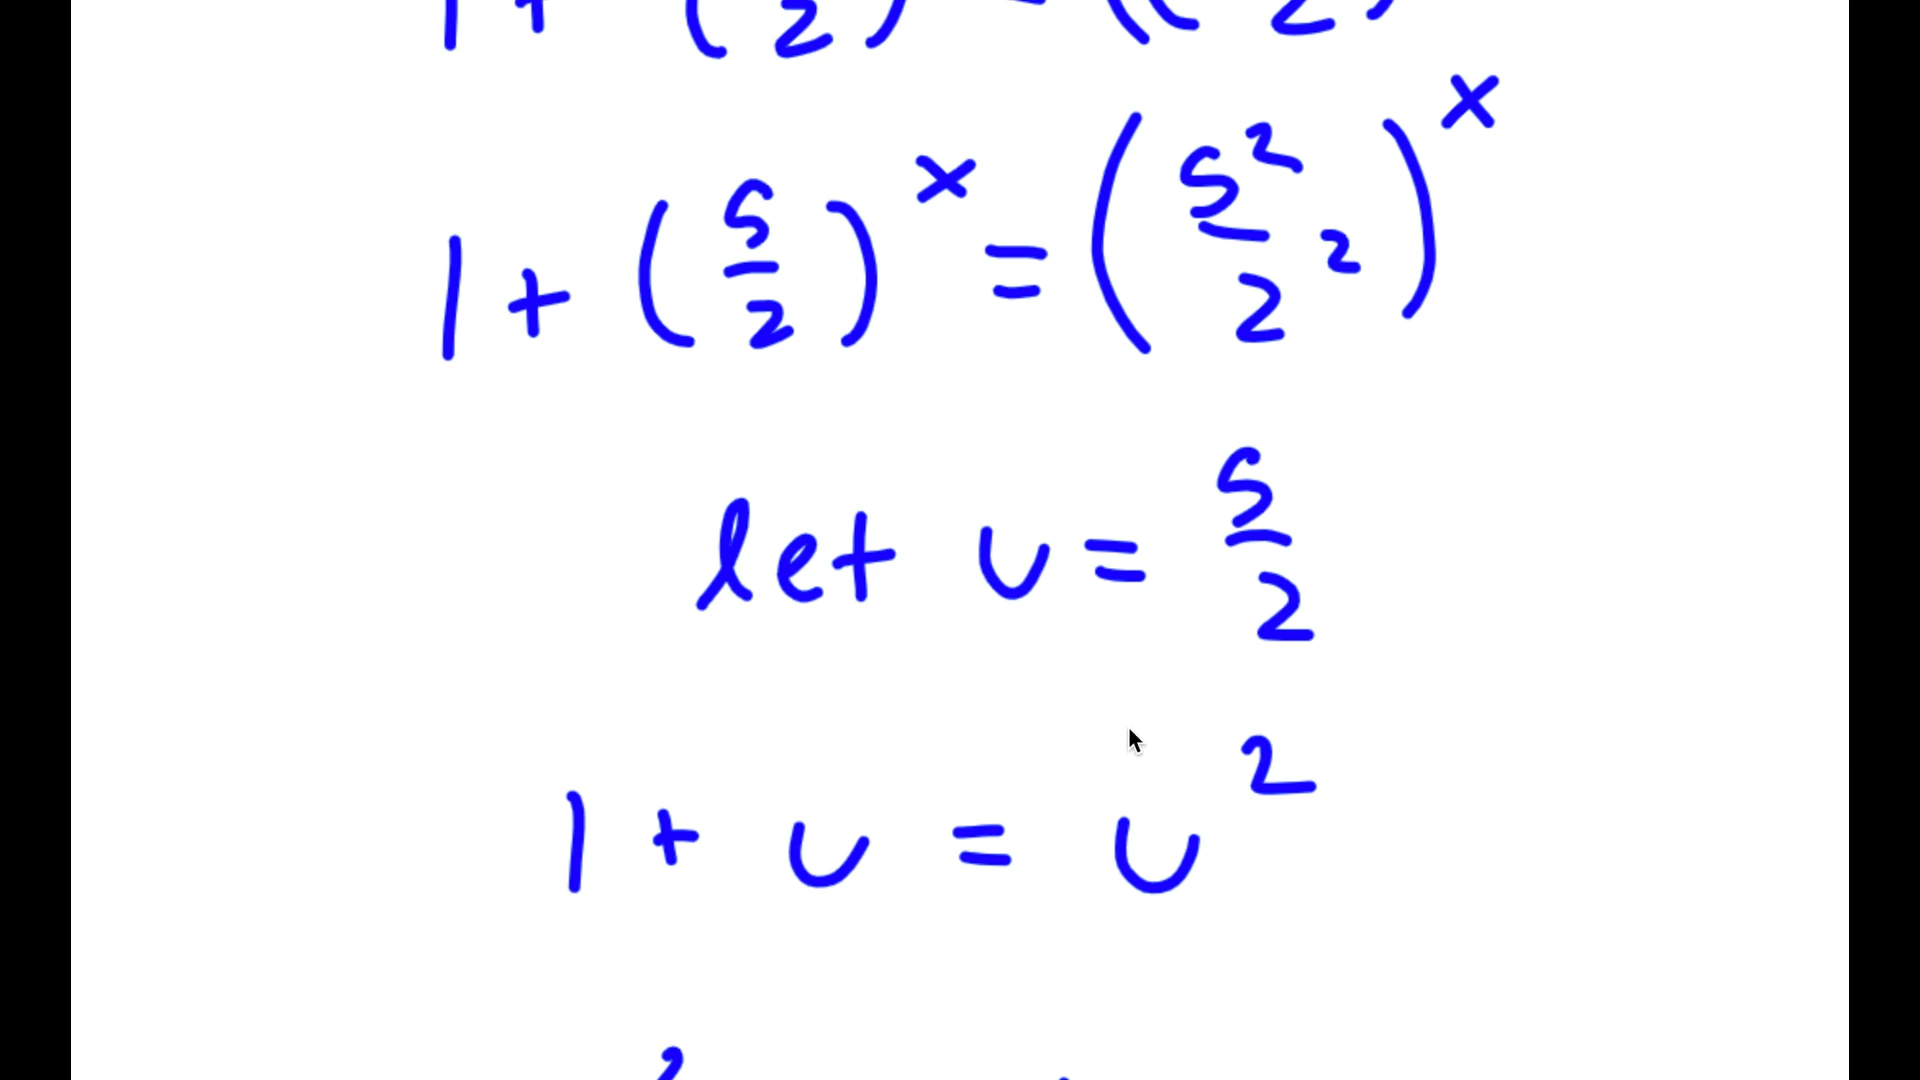 1 + (5/2)^x = (5^2/2^2)^x
let u = 5/2
1 + u = u^2